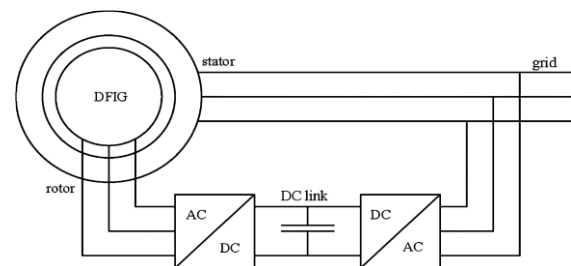 stator
grid
DFIG
rotor
DC link
AC
DC
DC
AC